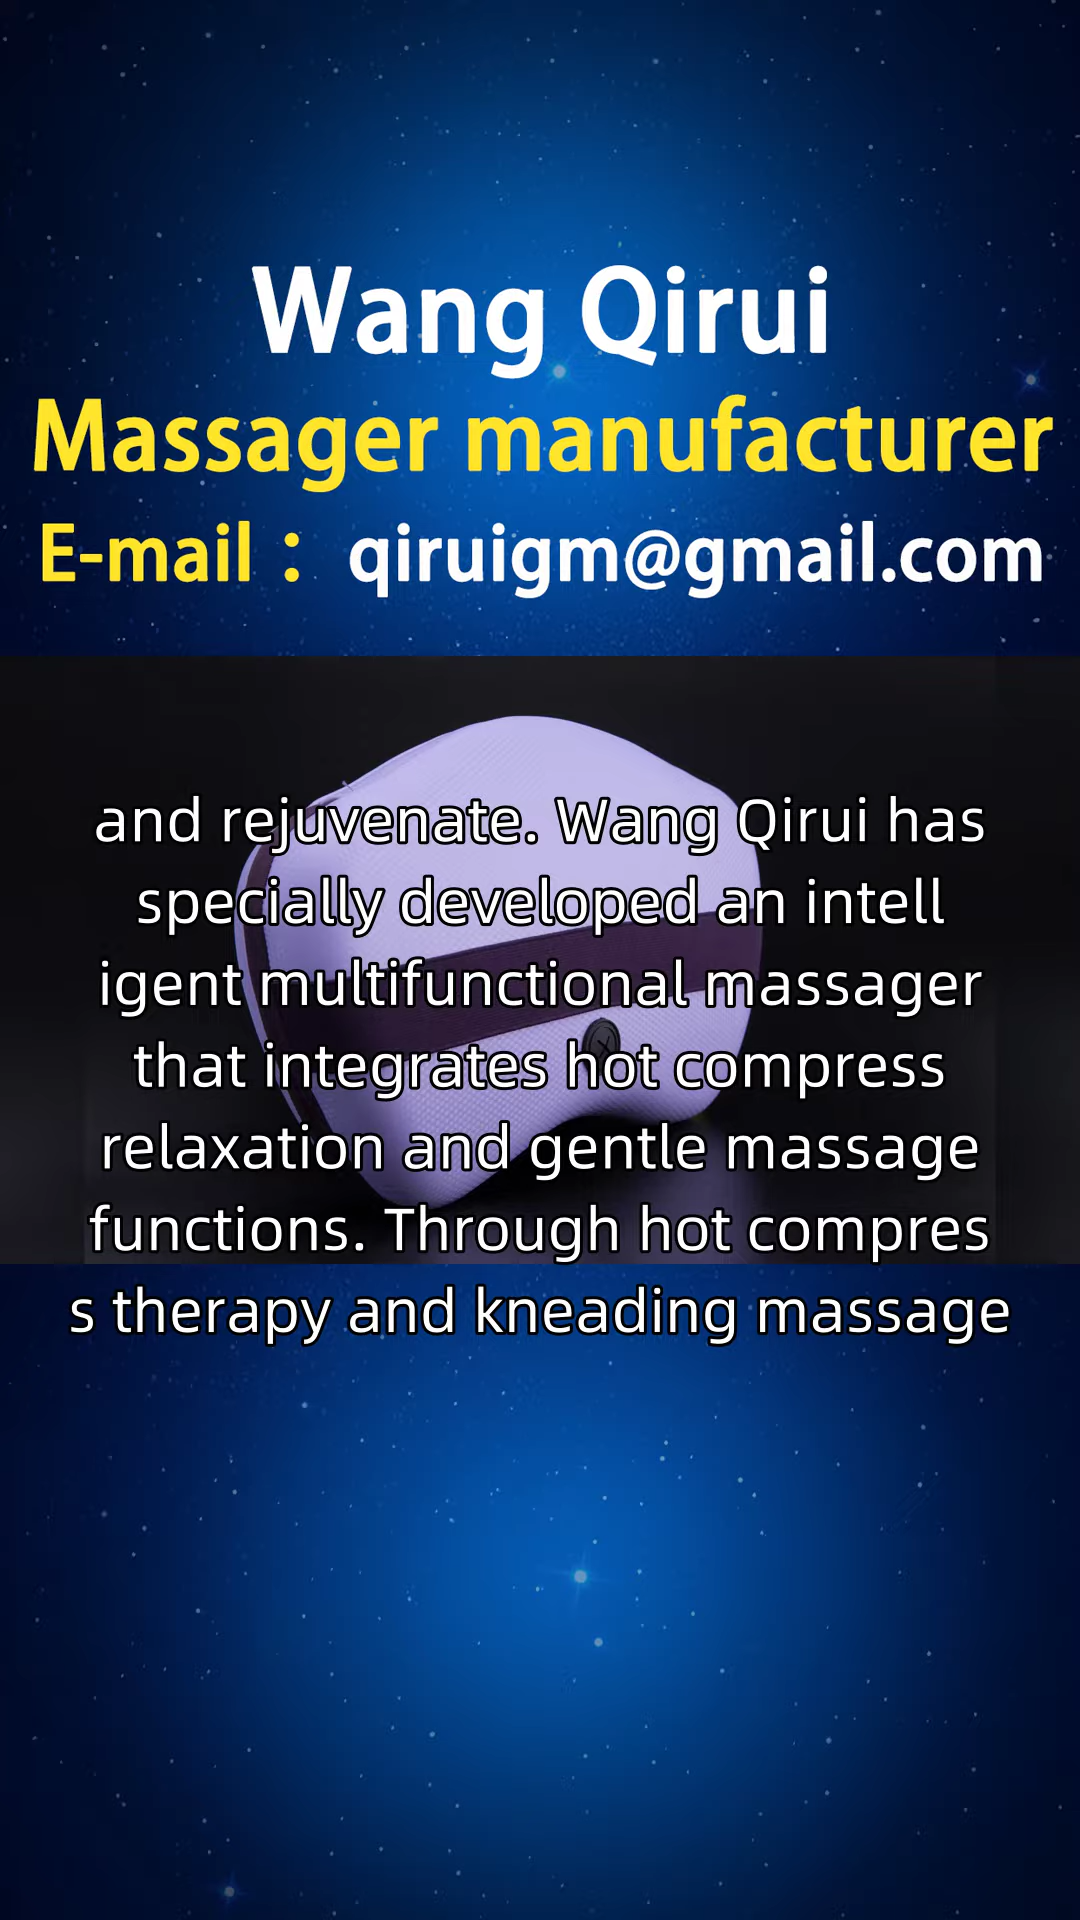 Wang Qirui
Massager manufacturer
E-mail： qiruigm@gmail.com
and rejuvenate. Wang Qirui has
specially developed an intell
igent multifunctional massager
that integrates hot compress
relaxation and gentle massage
functions. Through hot compres
s therapy and kneading massage